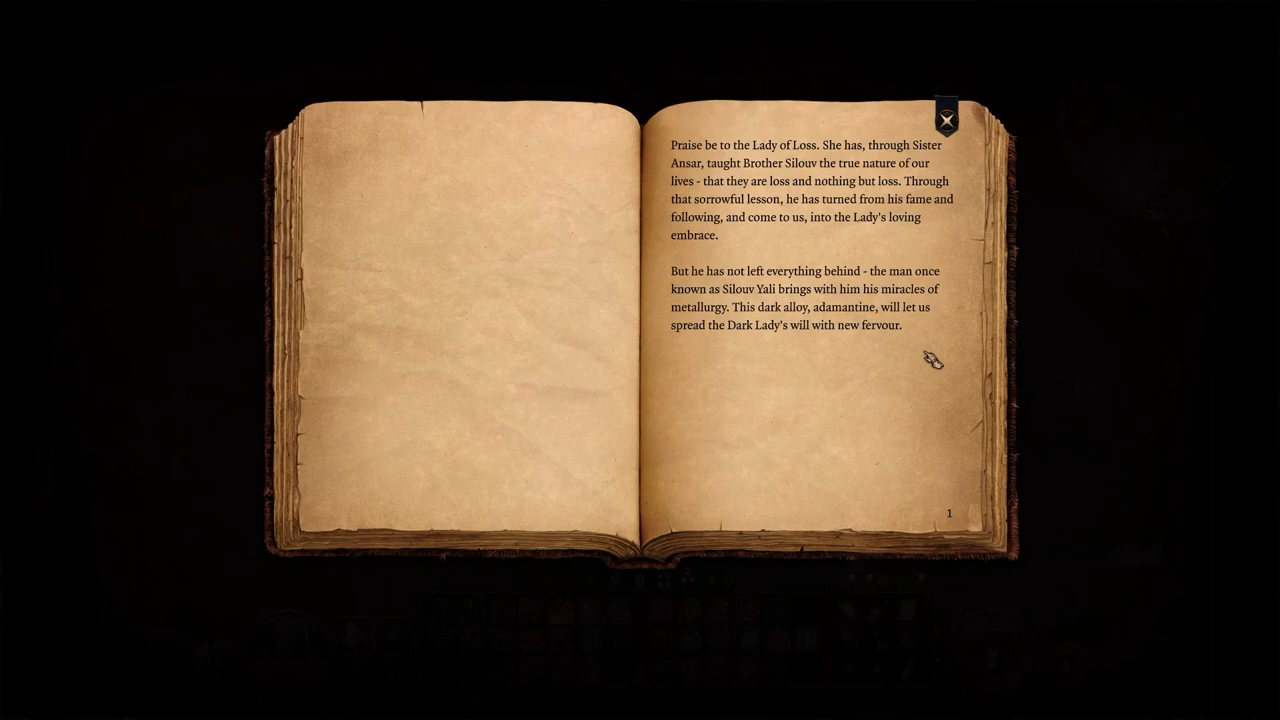 Praise be to the Lady of Loss. She has, through Sister
Ansar, taught Brother Silouv the true nature of our
lives - that they are loss and nothing but loss. Through
that sorrowful lesson, he has turned from his fame and
following, and come to us, into the Lady's loving
embrace.
But he has not left everything behind - the man once
known as Silouv Yali brings with him his miracles of
metallurgy. This dark alloy, adamantine, will let us
spread the Dark Lady's will with new fervour.
1